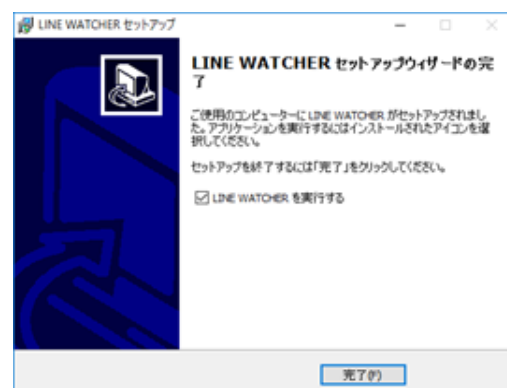 LINE WATCHER セットアップ
LINE WATCHER セットアップウィザードの完
了
ご使用のコンピューターに LINE WATCHER がセットアップされまし
た。アプリケーションを実行するにはインストールされたアイコンを選
択してください。
セットアップを終了するには「完了」をクリックしてください。
LINE WATCHER を実行する
完了(F)